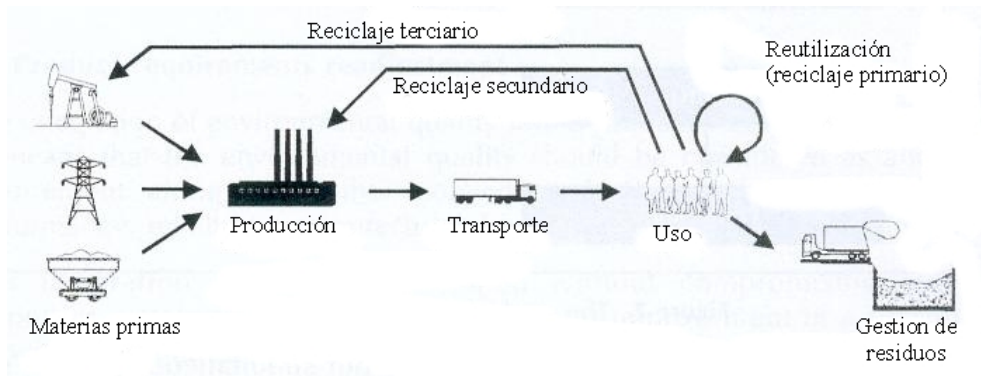 Reciclaje terciario
Reutilización
(reciclaje primario)
Reciclaje secundario
Producción
Transporte
Uso
Materias primas
Gestion de
residuos